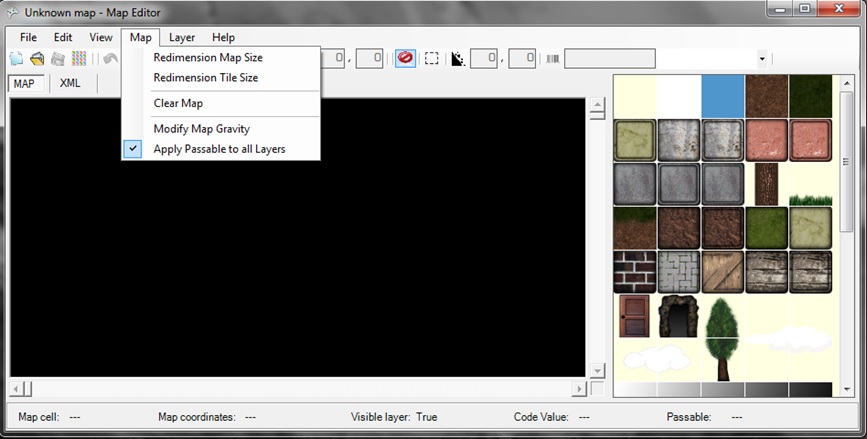 Unknown map - Map Editor
File Edit View Map Layer Help
Redimension Map Size
0 , 0 0 , 0
Redimension Tile Size
MAP XML
Clear Map
Modify Map Gravity
Apply Passable to all Layers
Map cell: --- Map coordinates: --- Visible layer: True Code Value: --- Passable: ---